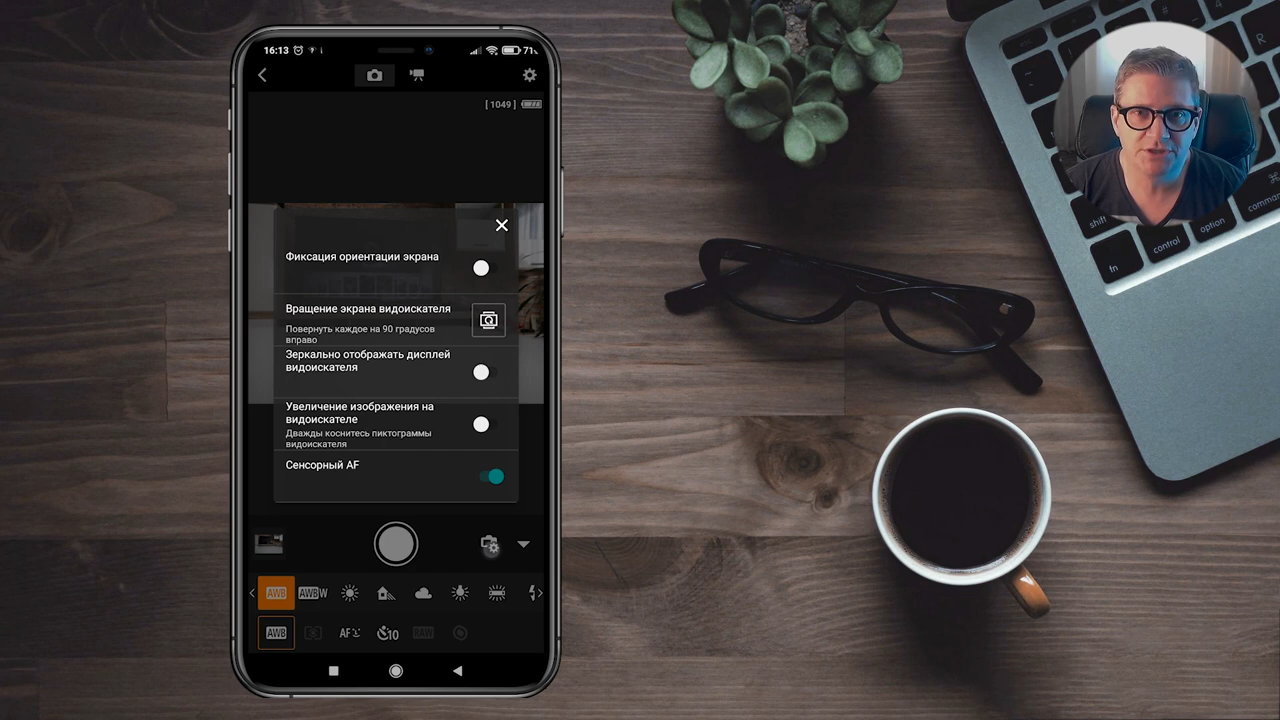 16:13
71%
[ 1049 ]
Фиксация ориентации экрана
Вращение экрана видоискателя
Повернуть каждое на 90 градусов
вправо
Зеркально отображать дисплей
видоискателя
Увеличение изображения на
видоискателе
Дважды коснитесь пиктограммы
видоискателя
Сенсорный AF
AWB AWBW
AWB AF 10 RAW
R
shift
fn
control
option
command